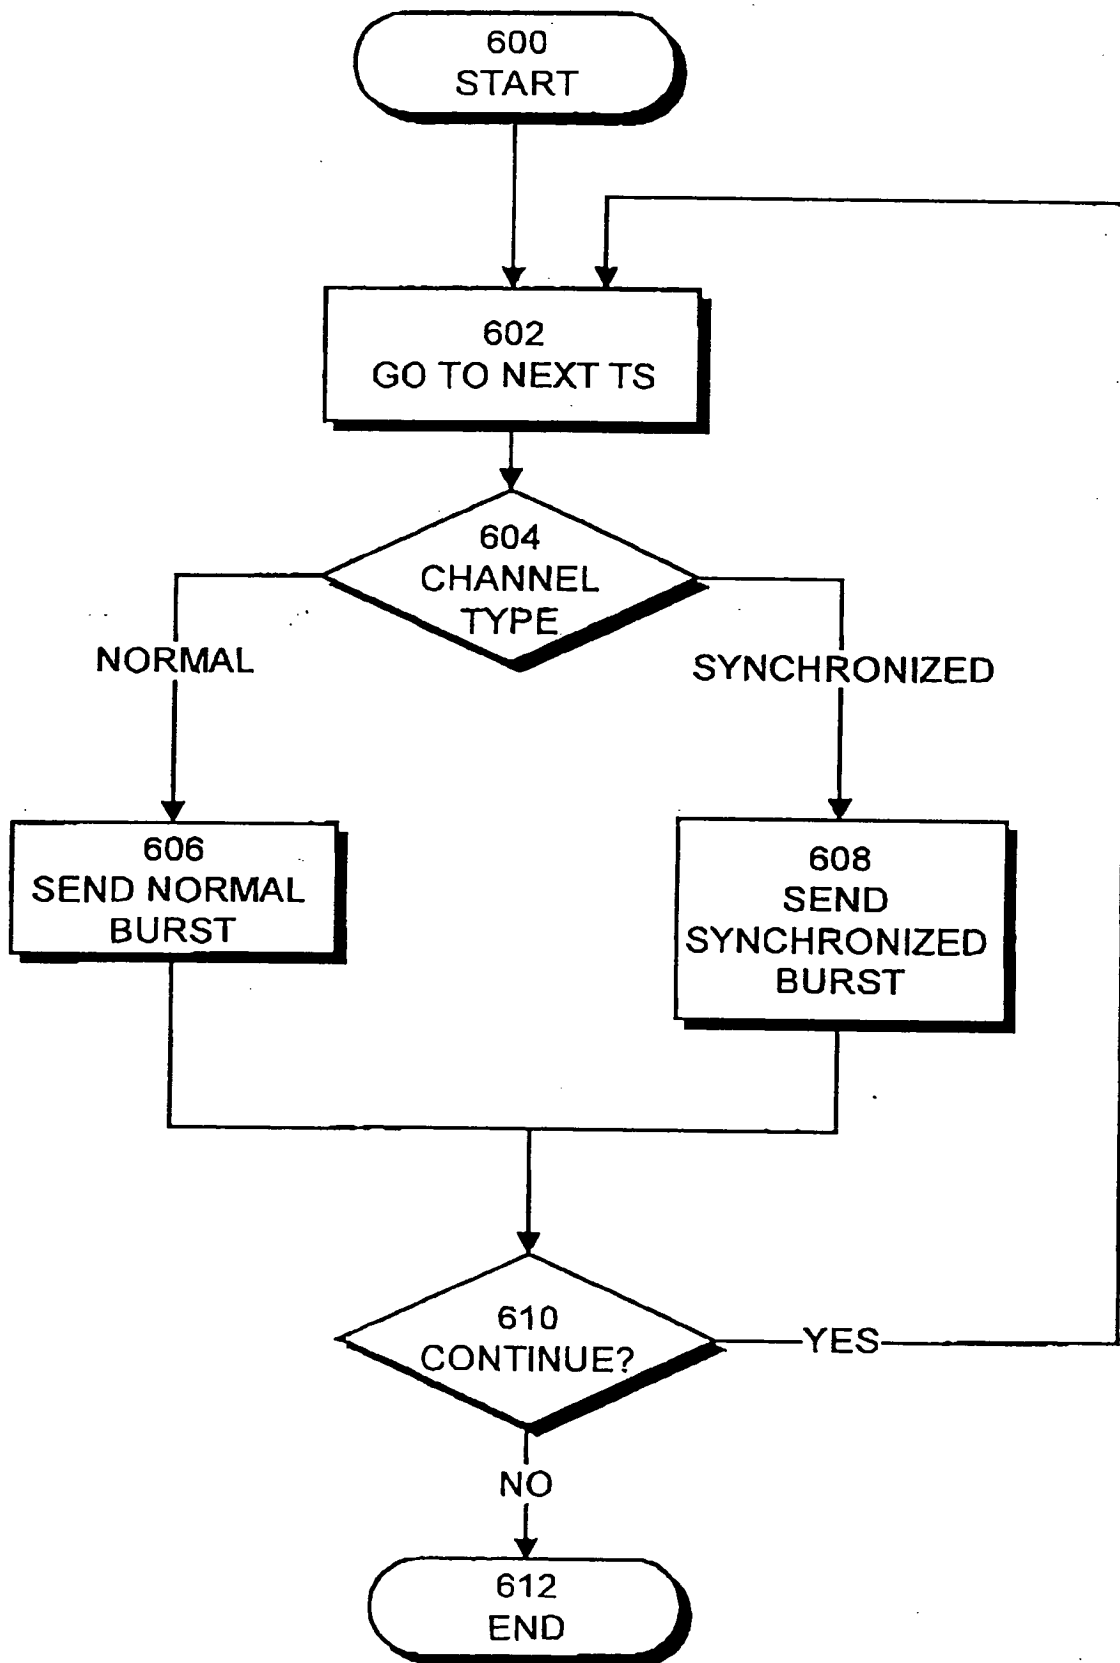 600
START
602
GO TO NEXT TS
604
CHANNEL
TYPE
NORMAL
SYNCHRONIZED
606
SEND NORMAL
BURST
608
SEND
SYNCHRONIZED
BURST
610
CONTINUE?
YES
NO
612
END